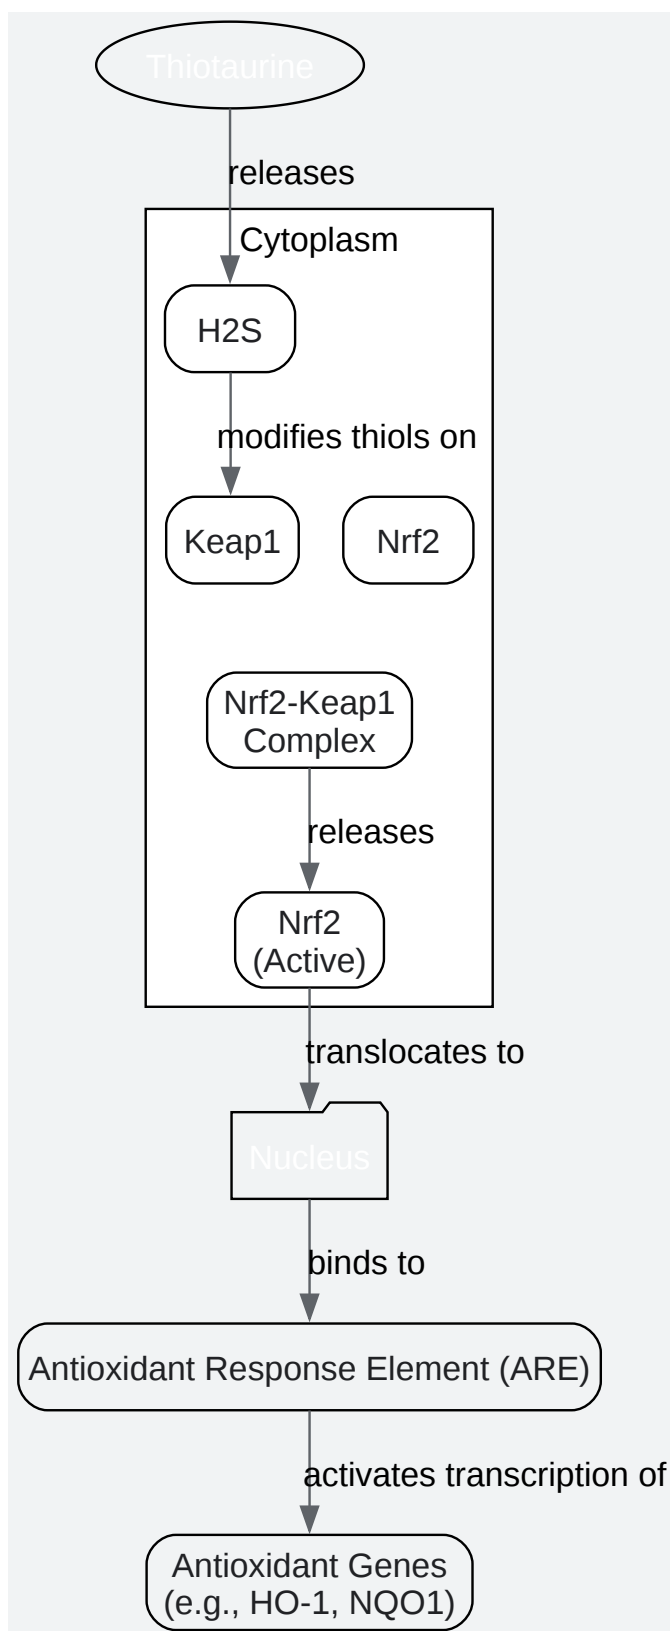 Thiotaurine
releases
Cytoplasm
H2S
modifies thiols on
Keap1
Nrf2
Nrf2-Keap1
Complex
releases
Nrf2
(Active)
translocates to
Nucleus
binds to
Antioxidant Response Element (ARE)
activates transcription of
Antioxidant Genes
(e.g., HO-1, NQO1)